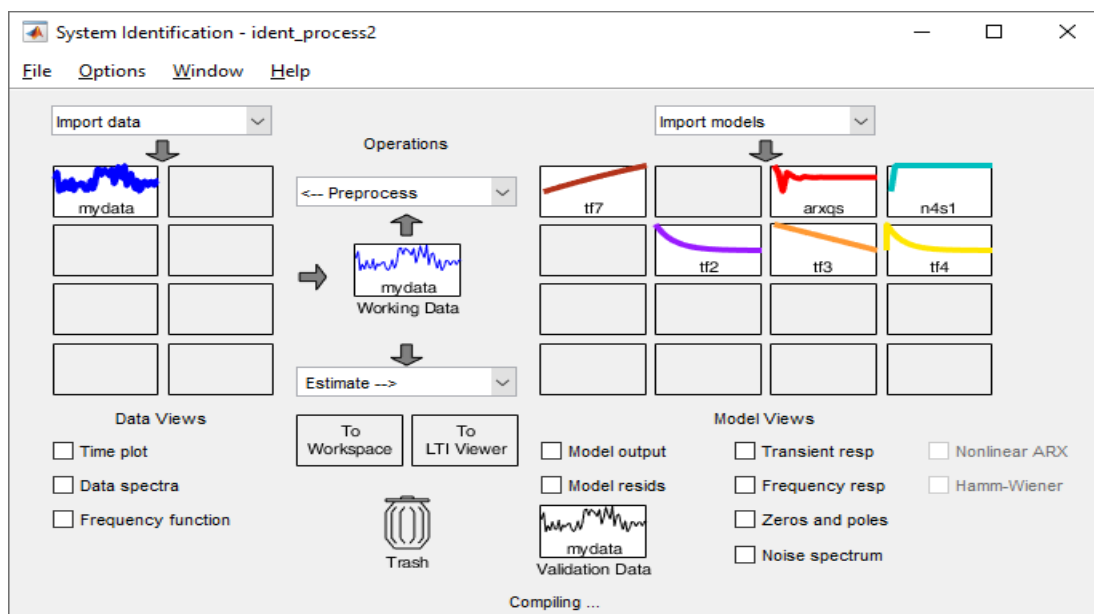 System Identification - ident_process2
File Options Window Help
Import data
Import models
Operations
mydata
<-- Preprocess
tf7
arxqs
n4s1
mydata
Working Data
tf2
tf3
tf4
Estimate -->
Data Views
Model Views
To
Workspace
To
LTI Viewer
Time plot
Data spectra
Frequency function
Model output
Model resids
Transient resp
Frequency resp
Zeros and poles
Noise spectrum
Nonlinear ARX
Hamm-Wiener
Trash
mydata
Validation Data
Compiling ...